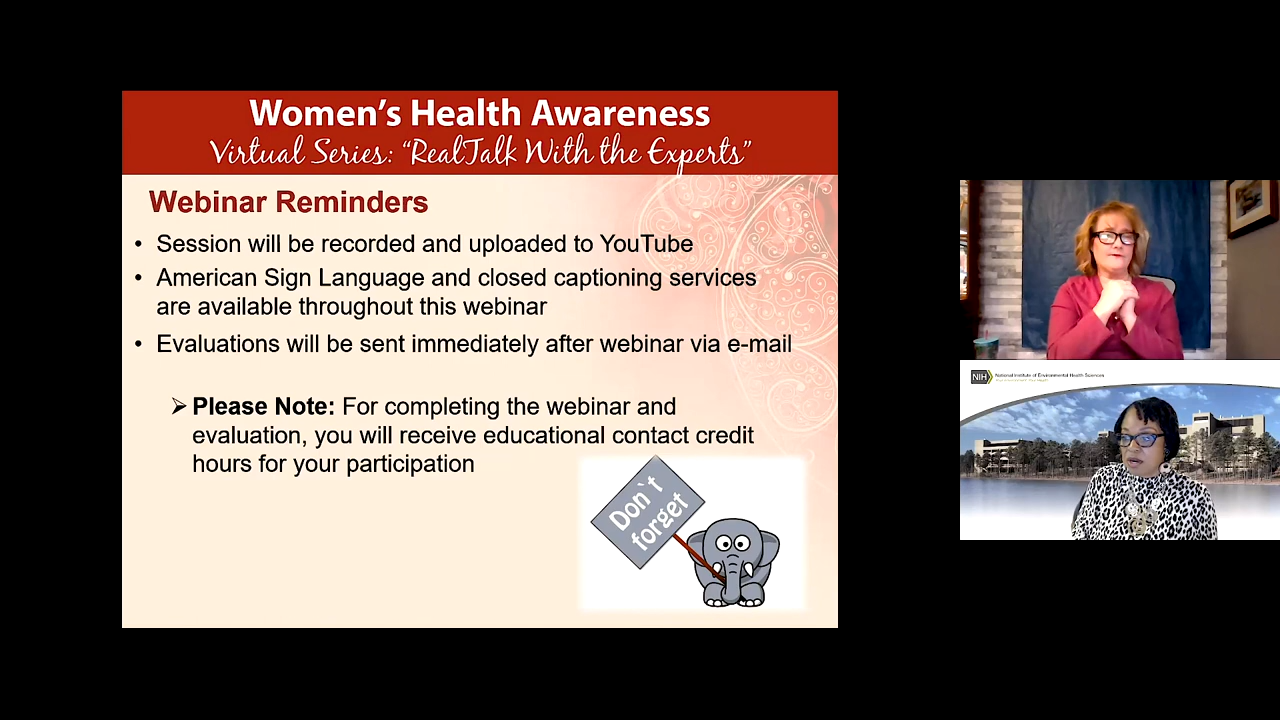 Women's Health Awareness
Virtual Series: "RealTalk With the Experts"
Webinar Reminders
• Session will be recorded and uploaded to YouTube
• American Sign Language and closed captioning services
are available throughout this webinar
• Evaluations will be sent immediately after webinar via e-mail
➢ Please Note: For completing the webinar and
evaluation, you will receive educational contact credit
hours for your participation
Don`t
forget
NIH National Institute of Environmental Health Sciences